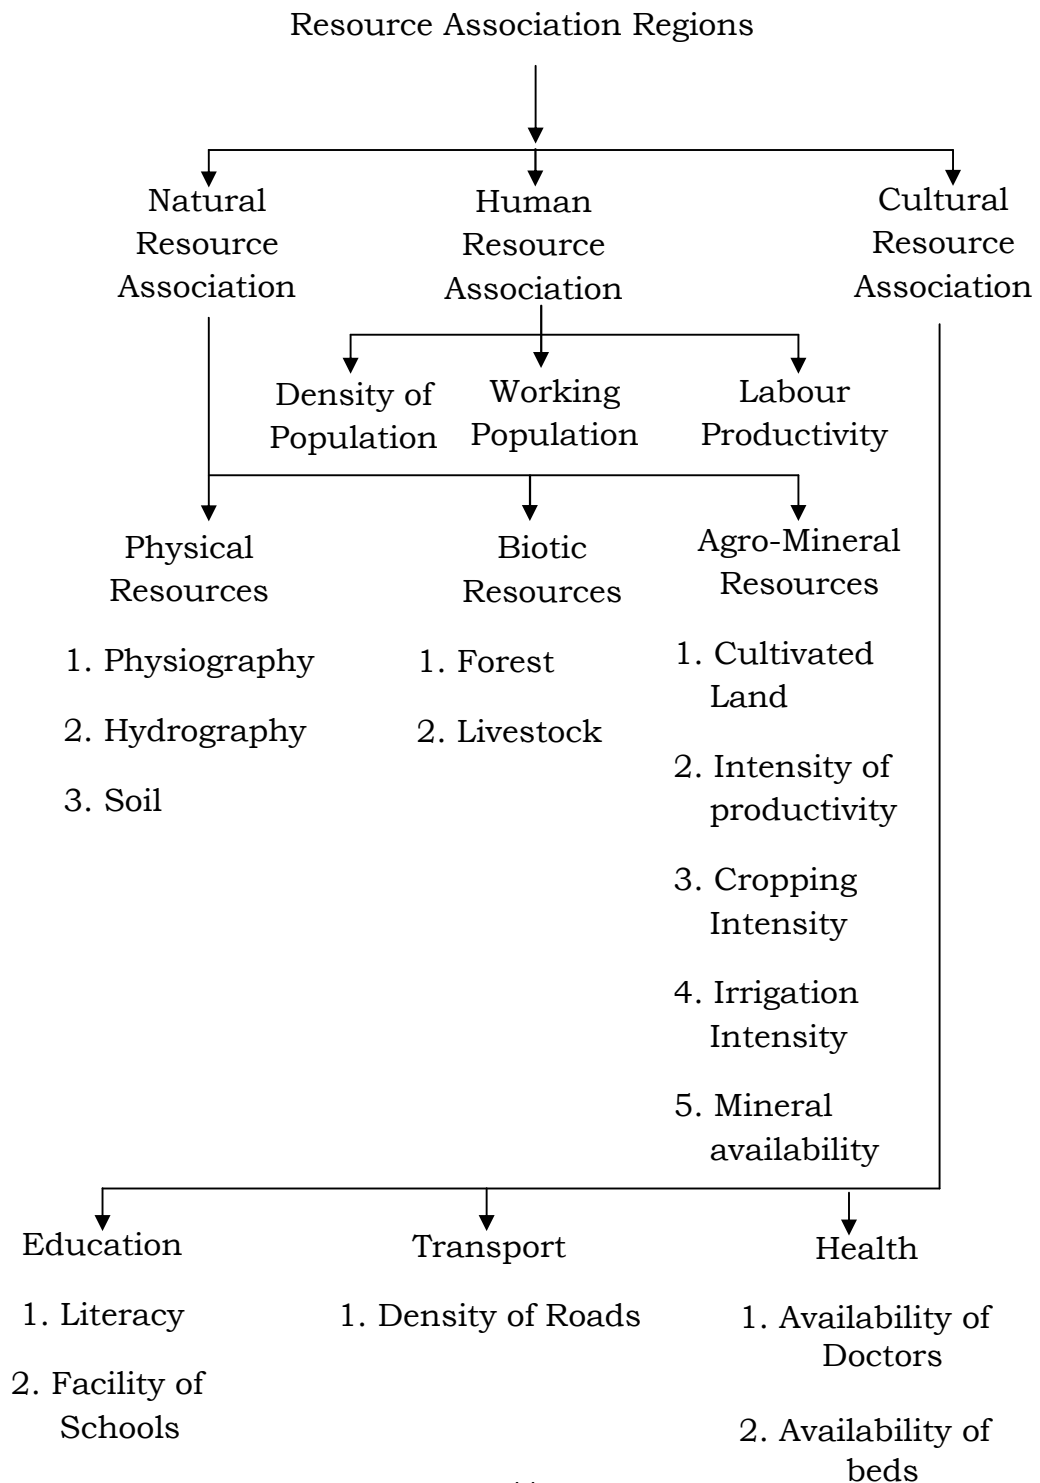 Resource Association Regions
Natural
Resource
Association
Human
Resource
Association
Cultural
Resource
Association
Density of
Population
Working
Population
Labour
Productivity
Physical
Resources
1. Physiography
2. Hydrography
3. Soil
Biotic
Resources
1. Forest
2. Livestock
Agro-Mineral
Resources
1. Cultivated
Land
2. Intensity of
productivity
3. Cropping
Intensity
4. Irrigation
Intensity
5. Mineral
availability
Education
1. Literacy
2. Facility of
Schools
Transport
1. Density of Roads
Health
1. Availability of
Doctors
2. Availability of
beds